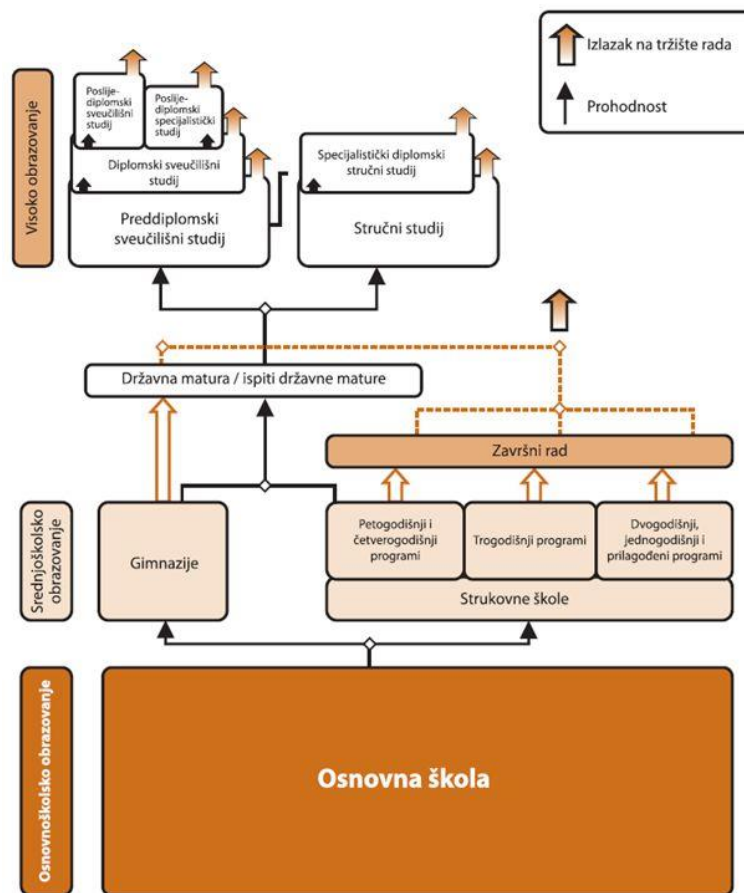 Izlazak na tržište rada
Prohodnost
Visoko obrazovanje
Poslije-
diplomski
sveučilišni
studij
Poslije-
diplomski
specijalistički
studij
Diplomski sveučilišni
studij
Preddiplomski
sveučilišni studij
Specijalistički diplomski
stručni studij
Stručni studij
Državna matura / ispiti državne mature
Završni rad
Srednjoškolsko
obrazovanje
Gimnazije
Petogodišnji i
četverogodišnji
programi
Trogodišnji programi
Dvogodišnji,
jednogodišnji i
prilagođeni programi
Strukovne škole
Osnovnoškolsko obrazovanje
Osnovna škola